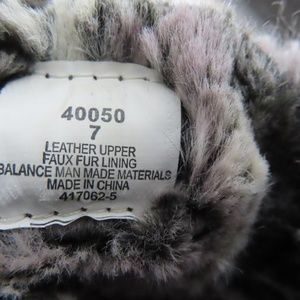 40050
7
LEATHER UPPER
FAUX FUR LINING
BALANCE MAN MADE MATERIALS
MADE IN CHINA
417062-5